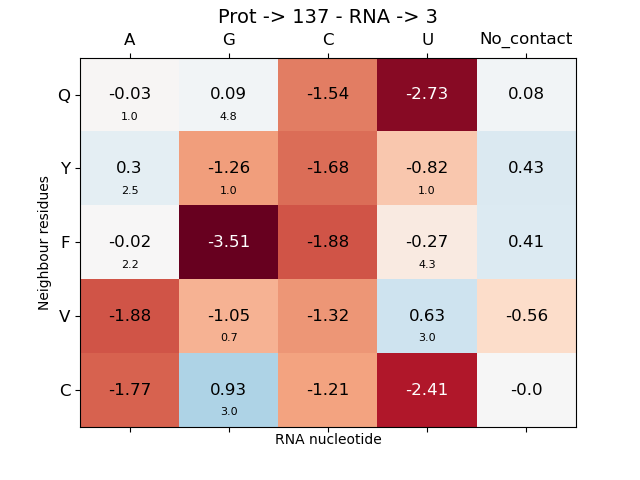 Prot -> 137 - RNA -> 3
A G C U No_contact
Q -0.03 0.09 -1.54 -2.73 0.08
1.0 4.8
Y 0.3 -1.26 -1.68 -0.82 0.43
2.5 1.0 1.0
F -0.02 -3.51 -1.88 -0.27 0.41
2.2 4.3
V -1.88 -1.05 -1.32 0.63 -0.56
0.7 3.0
C -1.77 0.93 -1.21 -2.41 -0.0
3.0
Neighbour residues
RNA nucleotide